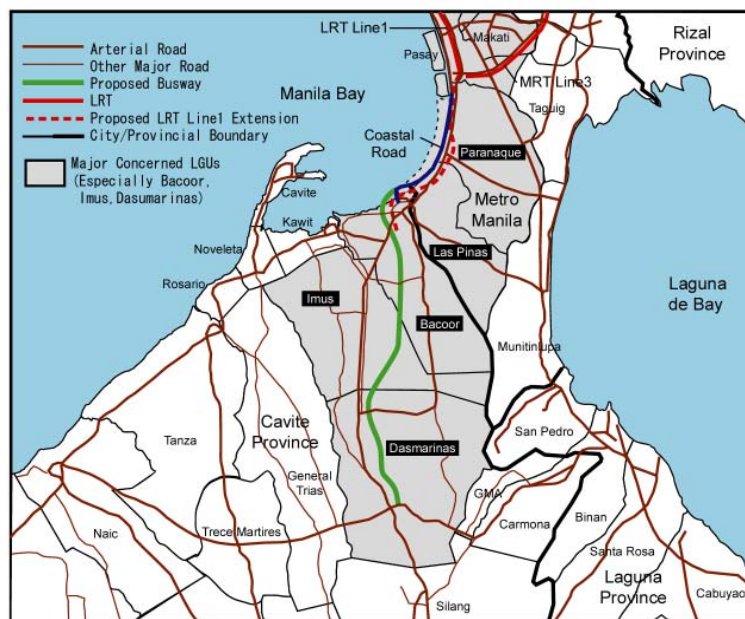 Arterial Road
Other Major Road
Proposed Busway
LRT
Proposed LRT Line1 Extension
City/Provincial Boundary
Major Concerned LGUs
(Especially Bacoor,
Imus,Dasumarinas)
LRT Line1
Makati
Pasay
Rizal
Province
MRT Line3
Taguig
Manila Bay
Coastal
Road
Paranaque
Cavite
Metro
Manila
Kawit
Noveleta
Las Pinas
Rosario
Laguna
de Bay
Imus
Bacoor
Munitinlupa
Cavite
Province
San Pedro
Tanza
Dasmarinas
General
Trias
GMA
Naic
Trece Martires
Carmona
Binan
Santa Rosa
Laguna
Province
Cabuyao
Silang